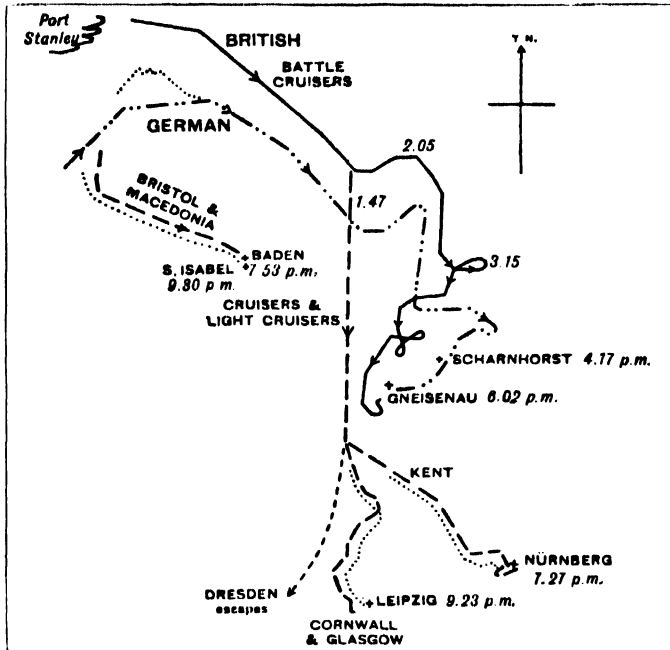 Port
Stanley
BRITISH
BATTLE
CRUISERS
Y N.
GERMAN
2.05
BRISTOL &
MACEDONIA
1.47
BADEN
7.53 p.m.
S. ISABEL
9.30 p.m.
3.15
CRUISERS &
LIGHT CRUISERS
SCHARNHORST 4.17 p.m.
GNEISENAU 6.02 p.m.
KENT
NÜRNBERG
7.27 p.m.
DRESDEN
escapes
LEIPZIG 9.23 p.m.
CORNWALL
& GLASGOW